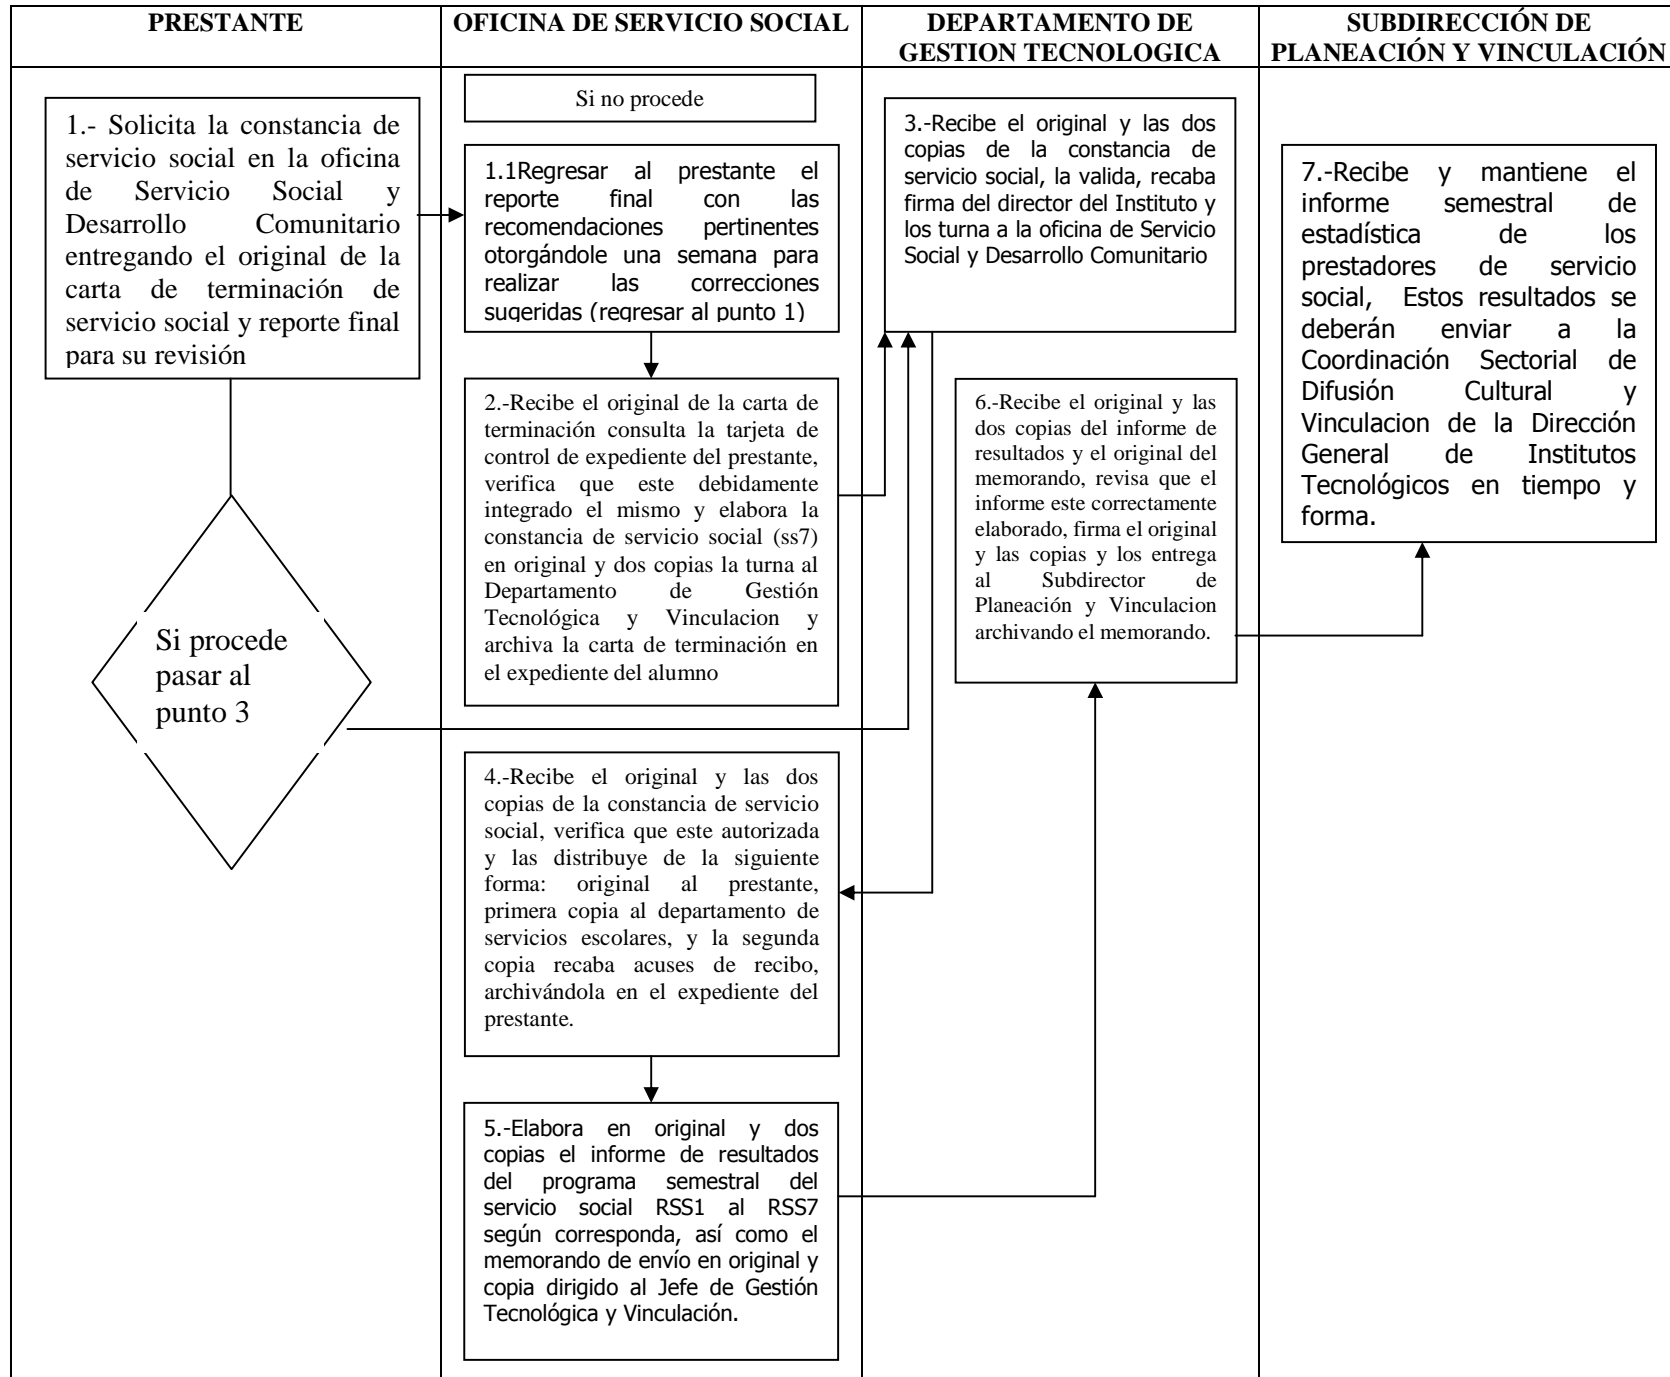 PRESTANTE
OFICINA DE SERVICIO SOCIAL
DEPARTAMENTO DE
GESTION TECNOLOGICA
SUBDIRECCIÓN DE
PLANEACIÓN Y VINCULACIÓN
1.- Solicita la constancia de
servicio social en la oficina
de Servicio Social y
Desarrollo Comunitario
entregando el original de la
carta de terminación de
servicio social y reporte final
para su revisión
Si procede
pasar al
punto 3
Si no procede
1.1Regresar al prestante el
reporte final con las
recomendaciones pertinentes
otorgándole una semana para
realizar las correcciones
sugeridas (regresar al punto 1)
2.-Recibe el original de la carta de
terminación consulta la tarjeta de
control de expediente del prestante,
verifica que este debidamente
integrado el mismo y elabora la
constancia de servicio social (ss7)
en original y dos copias la turna al
Departamento de Gestión
Tecnológica y Vinculacion y
archiva la carta de terminación en
el expediente del alumno
3.-Recibe el original y las dos
copias de la constancia de
servicio social, la valida, recaba
firma del director del Instituto y
los turna a la oficina de Servicio
Social y Desarrollo Comunitario
4.-Recibe el original y las dos
copias de la constancia de servicio
social, verifica que este autorizada
y las distribuye de la siguiente
forma: original al prestante,
primera copia al departamento de
servicios escolares, y la segunda
copia recaba acuses de recibo,
archivándola en el expediente del
prestante.
5.-Elabora en original y dos
copias el informe de resultados
del programa semestral del
servicio social RSS1 al RSS7
según corresponda, así como el
memorando de envío en original y
copia dirigido al Jefe de Gestión
Tecnológica y Vinculación.
6.-Recibe el original y las
dos copias del informe de
resultados y el original del
memorando, revisa que el
informe este correctamente
elaborado, firma el original
y las copias y los entrega
al Subdirector de
Planeación y Vinculacion
archivando el memorando.
7.-Recibe y mantiene el
informe semestral de
estadística de los
prestadores de servicio
social, Estos resultados se
deberán enviar a la
Coordinación Sectorial de
Difusión Cultural y
Vinculacion de la Dirección
General de Institutos
Tecnológicos en tiempo y
forma.